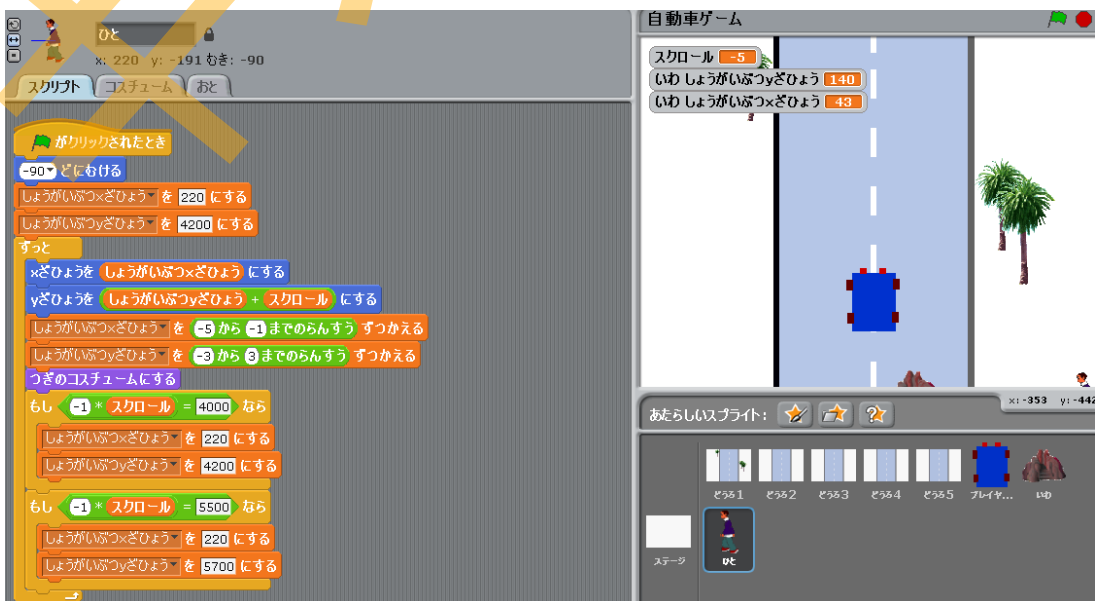 ひと
x: 220 y: -191 むき: -90
スクリプト コスチューム おと
がクリックされたとき
-90 どにむける
しょうがいぶつxざひょう を 220 にする
しょうがいぶつyざひょう を 4200 にする
ずっと
xざひょうを しょうがいぶつxざひょう にする
yざひょうを しょうがいぶつyざひょう + スクロール にする
しょうがいぶつxざひょう を -5 から -1 までのらんすう ずつかえる
しょうがいぶつyざひょう を -3 から 3 までのらんすう ずつかえる
つぎのコスチュームにする
もし -1 * スクロール = 4000 なら
しょうがいぶつxざひょう を 220 にする
しょうがいぶつyざひょう を 4200 にする
もし -1 * スクロール = 5500 なら
しょうがいぶつxざひょう を 220 にする
しょうがいぶつyざひょう を 5700 にする
自動車ゲーム
スクロール -5
いわ しょうがいぶつyざひょう 140
いわ しょうがいぶつxざひょう 43
x: -353 y: -442
あたらしいスプライト:
どうろ1 どうろ2 どうろ3 どうろ4 どうろ5 プレイヤ... いわ
ステージ ひと